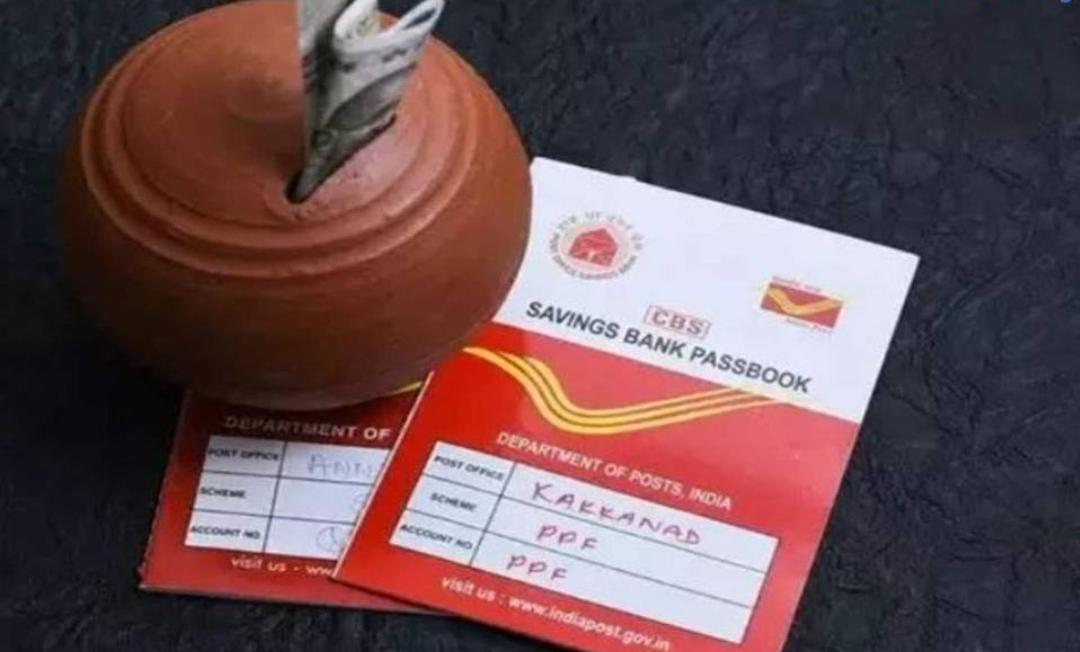 CBS
SAVINGS BANK PASSBOOK
DEPARTMENT OF POSTS, INDIA
POST OFFICE KAKKANAD
SCHEME PPF
ACCOUNT NO. PPF
visit us : www.indiapost.gov.in
DEPARTMENT OF
POST OFFICE ANN
SCHEME
ACCOUNT NO.
visit us - ww